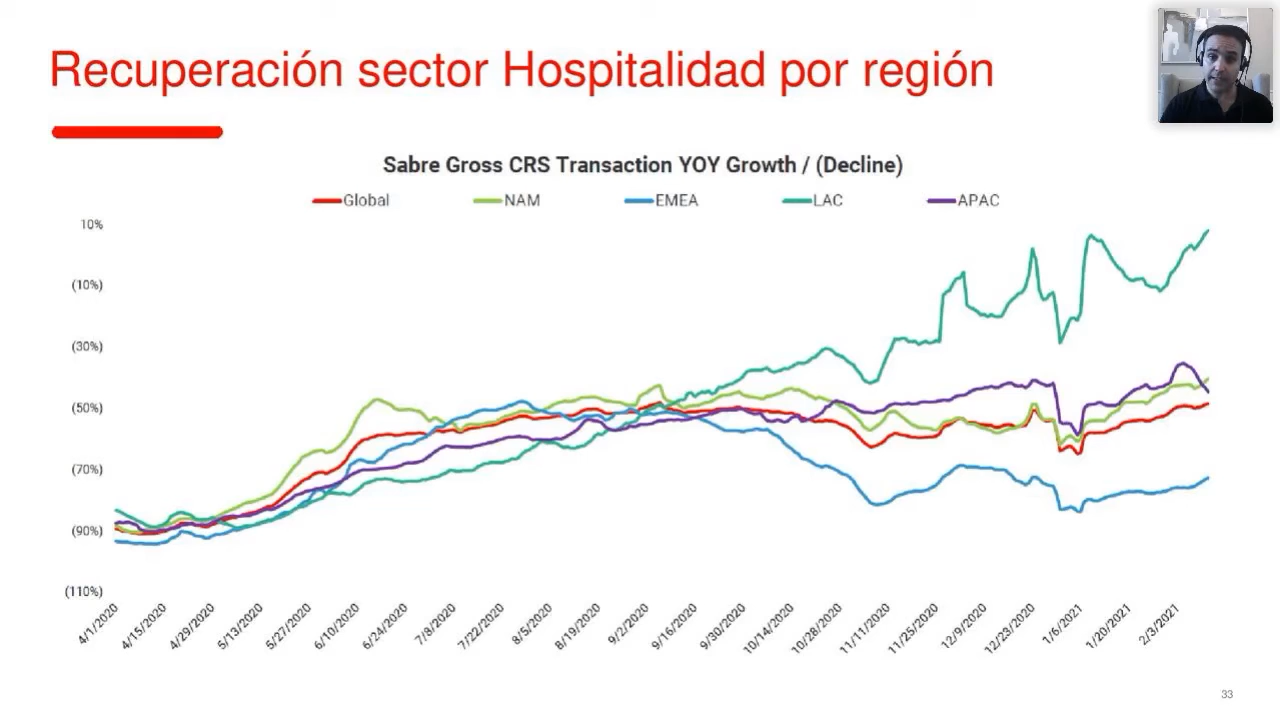 Recuperación sector Hospitalidad por región
Sabre Gross CRS Transaction YOY Growth / (Decline)
Global NAM EMEA LAC APAC
10%
(10%)
(30%)
(50%)
(70%)
(90%)
(110%)
4/1/2020 4/15/2020 4/29/2020 5/13/2020 5/27/2020 6/10/2020 6/24/2020 7/8/2020 7/22/2020 8/5/2020 8/19/2020 9/2/2020 9/16/2020 9/30/2020 10/14/2020 10/28/2020 11/11/2020 11/25/2020 12/9/2020 12/23/2020 1/6/2021 1/20/2021 2/3/2021
33